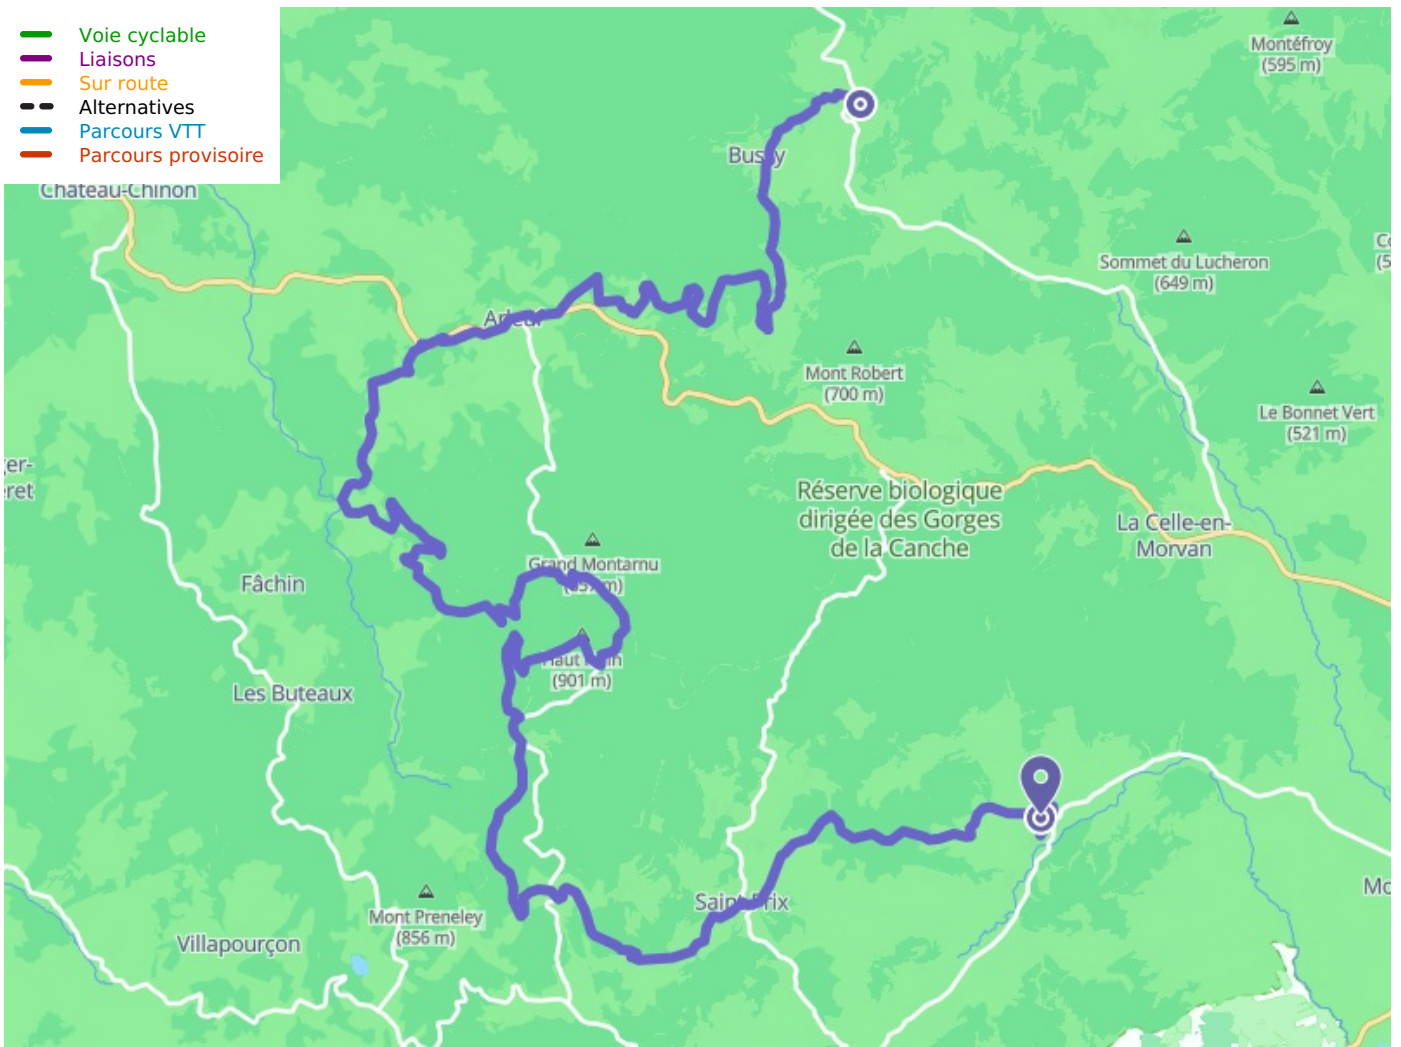 Voie cyclable
Liaisons
Sur route
Alternatives
Parcours VTT
Parcours provisoire
Montéfroy
(595 m)
Château-Chinon
Sommet du Lucheron
(649 m)
Mont Robert
(700 m)
Le Bonnet Vert
(521 m)
Réserve biologique
dirigée des Gorges
de la Canche
La Celle-en-
Morvan
Grand Montarnu
Fâchin
(901 m)
Les Buteaux
Mont Preneley
(856 m)
Villapourçon